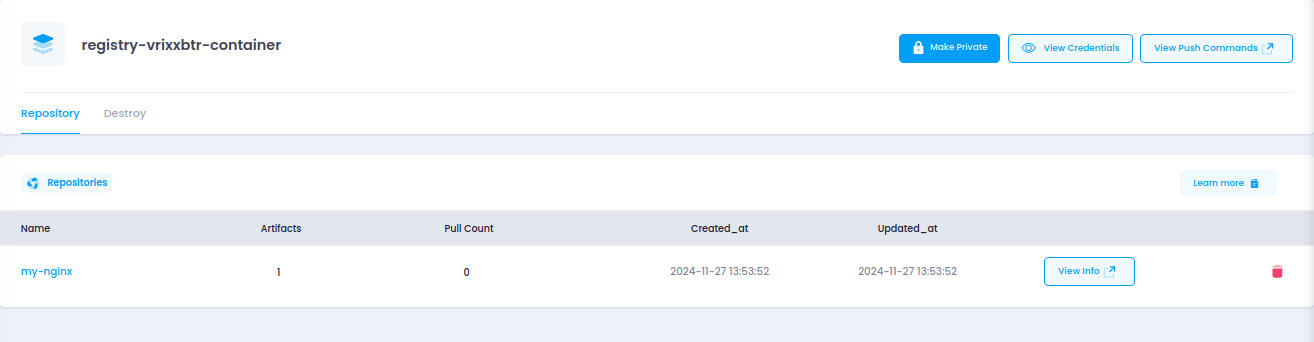 registry-vrixxbtr-container
Make Private View Credentials View Push Commands
Repository Destroy
Repositories Learn more
Name Artifacts Pull Count Created_at Updated_at
my-nginx 1 0 2024-11-27 13:53:52 2024-11-27 13:53:52 View Info